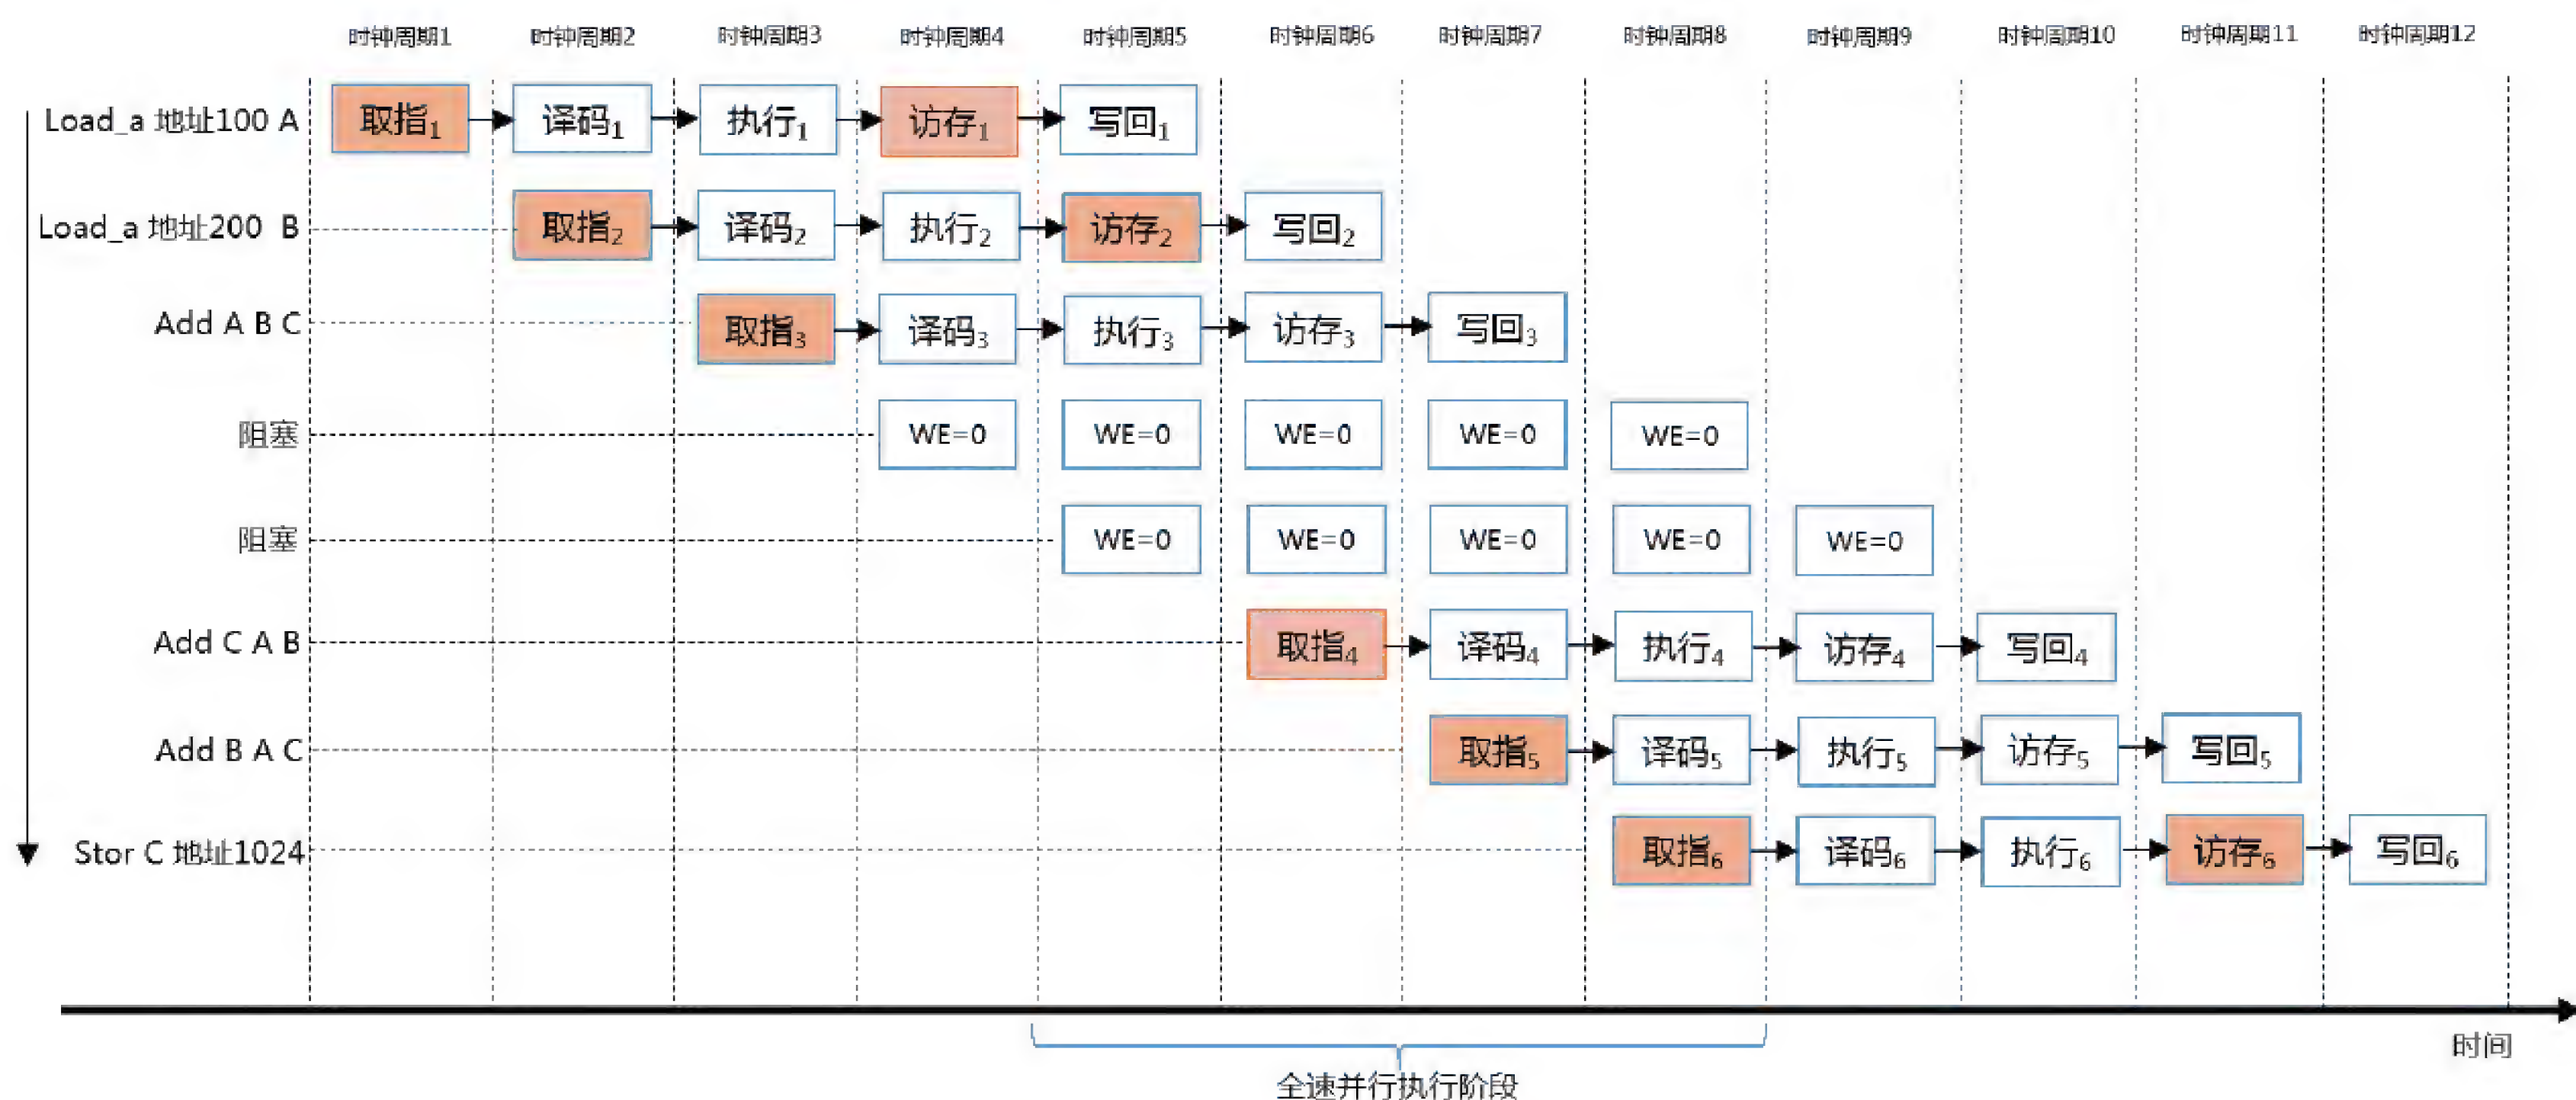 时钟周期1 时钟周期2 时钟周期3 时钟周期4 时钟周期5 时钟周期6 时钟周期7 时钟周期8 时钟周期9 时钟周期10 时钟周期11 时钟周期12
Load_a 地址100 A 取指1 译码1 执行1 访存1 写回1
Load_a 地址200 B 取指2 译码2 执行2 访存2 写回2
Add A B C 取指3 译码3 执行3 访存3 写回3
阻塞 WE=0 WE=0 WE=0 WE=0 WE=0
阻塞 WE=0 WE=0 WE=0 WE=0 WE=0
Add C A B 取指4 译码4 执行4 访存4 写回4
Add B A C 取指5 译码5 执行5 访存5 写回5
Stor C 地址1024 取指6 译码6 执行6 访存6 写回6
时间
全速并行执行阶段